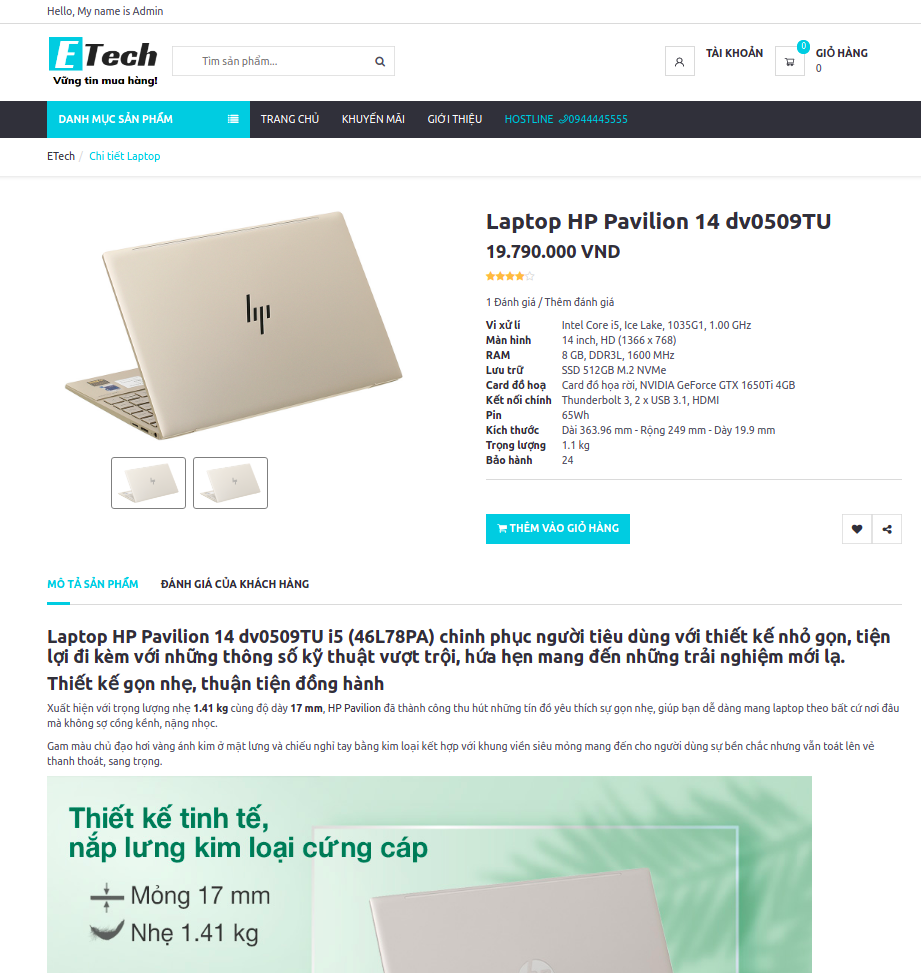 Hello, My name is Admin
ETech
Vững tin mua hàng!
Tìm sản phẩm...
TÀI KHOẢN
0
GIỎ HÀNG
0
DANH MỤC SẢN PHẨM
TRANG CHỦ
KHUYẾN MÃI
GIỚI THIỆU
HOSTLINE 0944445555
ETech / Chi tiết Laptop
Laptop HP Pavilion 14 dv0509TU
19.790.000 VND
1 Đánh giá / Thêm đánh giá
Vi xử lí Intel Core i5, Ice Lake, 1035G1, 1.00 GHz
Màn hình 14 inch, HD (1366 x 768)
RAM 8 GB, DDR3L, 1600 MHz
Lưu trữ SSD 512GB M.2 NVMe
Card đồ hoạ Card đồ họa rời, NVIDIA GeForce GTX 1650Ti 4GB
Kết nối chính Thunderbolt 3, 2 x USB 3.1, HDMI
Pin 65Wh
Kích thước Dài 363.96 mm - Rộng 249 mm - Dày 19.9 mm
Trọng lượng 1.1 kg
Bảo hành 24
THÊM VÀO GIỎ HÀNG
MÔ TẢ SẢN PHẨM
ĐÁNH GIÁ CỦA KHÁCH HÀNG
Laptop HP Pavilion 14 dv0509TU i5 (46L78PA) chinh phục người tiêu dùng với thiết kế nhỏ gọn, tiện
lợi đi kèm với những thông số kỹ thuật vượt trội, hứa hẹn mang đến những trải nghiệm mới lạ.
Thiết kế gọn nhẹ, thuận tiện đồng hành
Xuất hiện với trọng lượng nhẹ 1.41 kg cùng độ dày 17 mm, HP Pavilion đã thành công thu hút những tín đồ yêu thích sự gọn nhẹ, giúp bạn dễ dàng mang laptop theo bất cứ nơi đâu
mà không sợ cồng kềnh, nặng nhọc.
Gam màu chủ đạo hơi vàng ánh kim ở mặt lưng và chiếu nghỉ tay bằng kim loại kết hợp với khung viền siêu mỏng mang đến cho người dùng sự bền chắc nhưng vẫn toát lên vẻ
thanh thoát, sang trọng.
Thiết kế tinh tế,
nắp lưng kim loại cứng cáp
Mỏng 17 mm
Nhẹ 1.41 kg